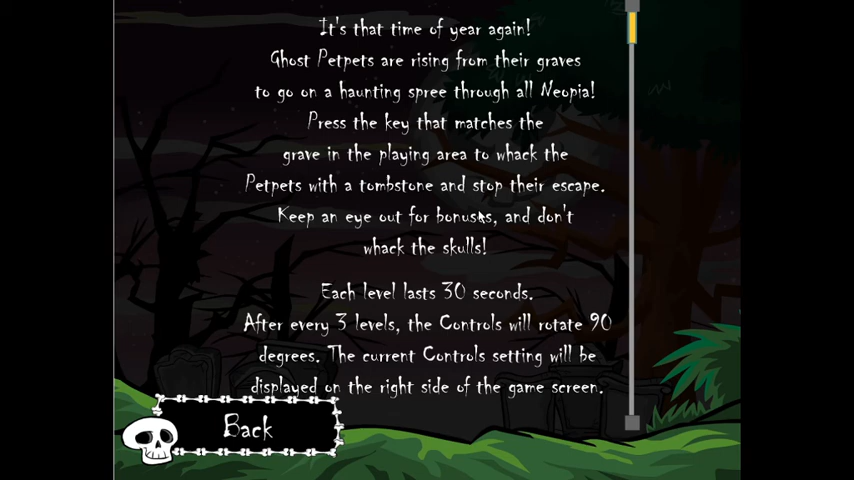 It's that time of year again!
Ghost Petpets are rising from their graves
to go on a haunting spree through all Neopia!
Press the key that matches the
grave in the playing area to whack the
Petpets with a tombstone and stop their escape.
Keep an eye out for bonuses, and don't
whack the skulls!
Each level lasts 30 seconds.
After every 3 levels, the Controls will rotate 90
degrees. The current Controls setting will be
displayed on the right side of the game screen.
Back